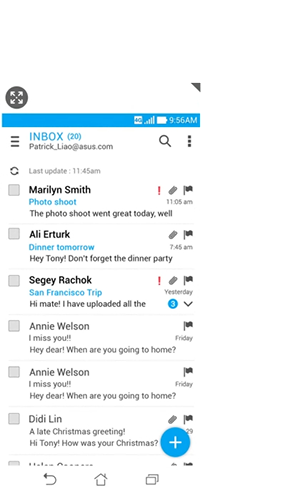 4G 9:56AM
INBOX (20)
Patrick_Liao@asus.com
Last update : 11:45am
Marilyn Smith
Photo shoot 11:05 am
The photo shoot went great today, well
Ali Erturk
Dinner tomorrow 7:45 am
Hey Tony! Don't forget the dinner party
Segey Rachok
San Francisco Trip Yesterday
Hi mate! I have uploaded all the 3
Annie Welson
I miss you!! Friday
Hey dear! When are you going to home?
Annie Welson
I miss you!! Friday
Hey dear! When are you going to home?
Didi Lin
A late Christmas greeting! 29
Hi Tony! How was your Christmas?